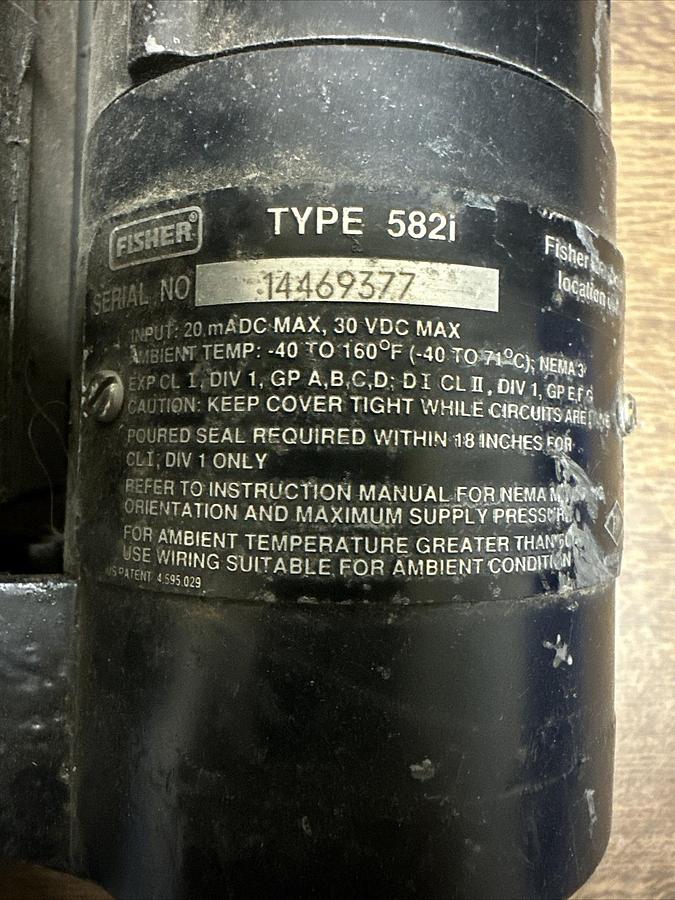 FISHER®
TYPE 582i
Fisher
location
SERIAL NO 14469377
INPUT: 20 mADC MAX, 30 VDC MAX
AMBIENT TEMP: -40 TO 160°F (-40 TO 71°C); NEMA 3
EXP CL I, DIV 1, GP A,B,C,D; D I CL II, DIV 1, GP E,F,G
CAUTION: KEEP COVER TIGHT WHILE CIRCUITS ARE
POURED SEAL REQUIRED WITHIN 18 INCHES FOR
CL I, DIV 1 ONLY
REFER TO INSTRUCTION MANUAL FOR NEMA
ORIENTATION AND MAXIMUM SUPPLY
FOR AMBIENT TEMPERATURE GREATER THAN
USE WIRING SUITABLE FOR AMBIENT
US PATENT 4,595,029